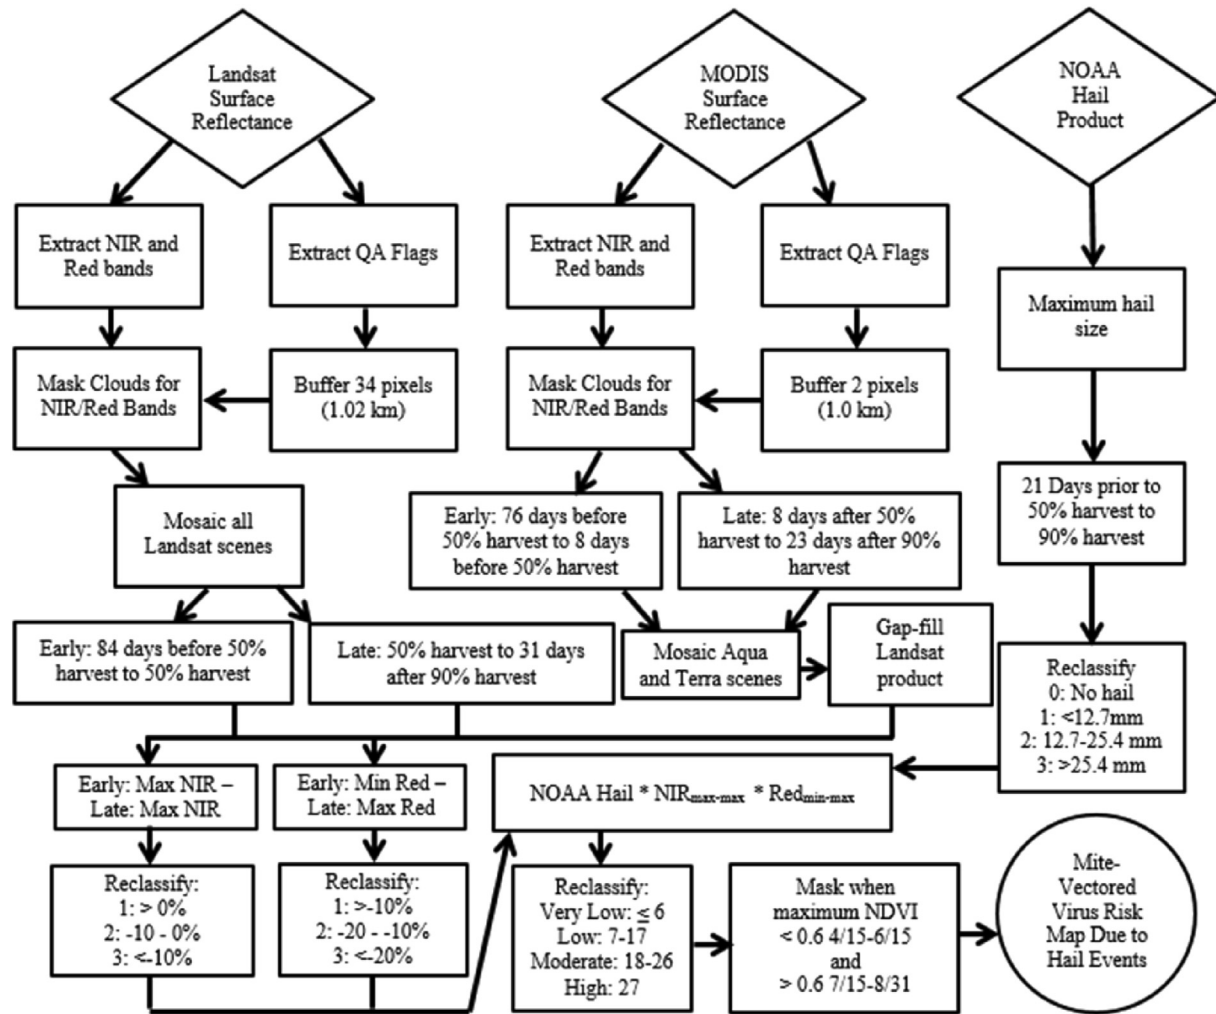 Landsat
Surface
Reflectance
MODIS
Surface
Reflectance
NOAA
Hail
Product
Extract NIR and
Red bands
Extract QA Flags
Extract NIR and
Red bands
Extract QA Flags
Maximum hail
size
Mask Clouds for
NIR/Red Bands
Buffer 34 pixels
(1.02 km)
Mask Clouds for
NIR/Red Bands
Buffer 2 pixels
(1.0 km)
Mosaic all
Landsat scenes
Early: 76 days before
50% harvest to 8 days
before 50% harvest
Late: 8 days after 50%
harvest to 23 days after 90%
harvest
21 Days prior to
50% harvest to
90% harvest
Early: 84 days before 50%
harvest to 50% harvest
Late: 50% harvest to 31 days
after 90% harvest
Mosaic Aqua
and Terra scenes
Gap-fill
Landsat
product
Reclassify
0: No hail
1: <12.7mm
2: 12.7-25.4 mm
3: >25.4 mm
Early: Max NIR –
Late: Max NIR
Early: Min Red –
Late: Max Red
NOAA Hail * NIRmax-max * Redmin-max
Reclassify:
1: > 0%
2: -10 - 0%
3: <-10%
Reclassify:
1: >-10%
2: -20 - -10%
3: <-20%
Reclassify:
Very Low: ≤ 6
Low: 7-17
Moderate: 18-26
High: 27
Mask when
maximum NDVI
< 0.6 4/15-6/15
and
> 0.6 7/15-8/31
Mite-
Vectored
Virus Risk
Map Due to
Hail Events